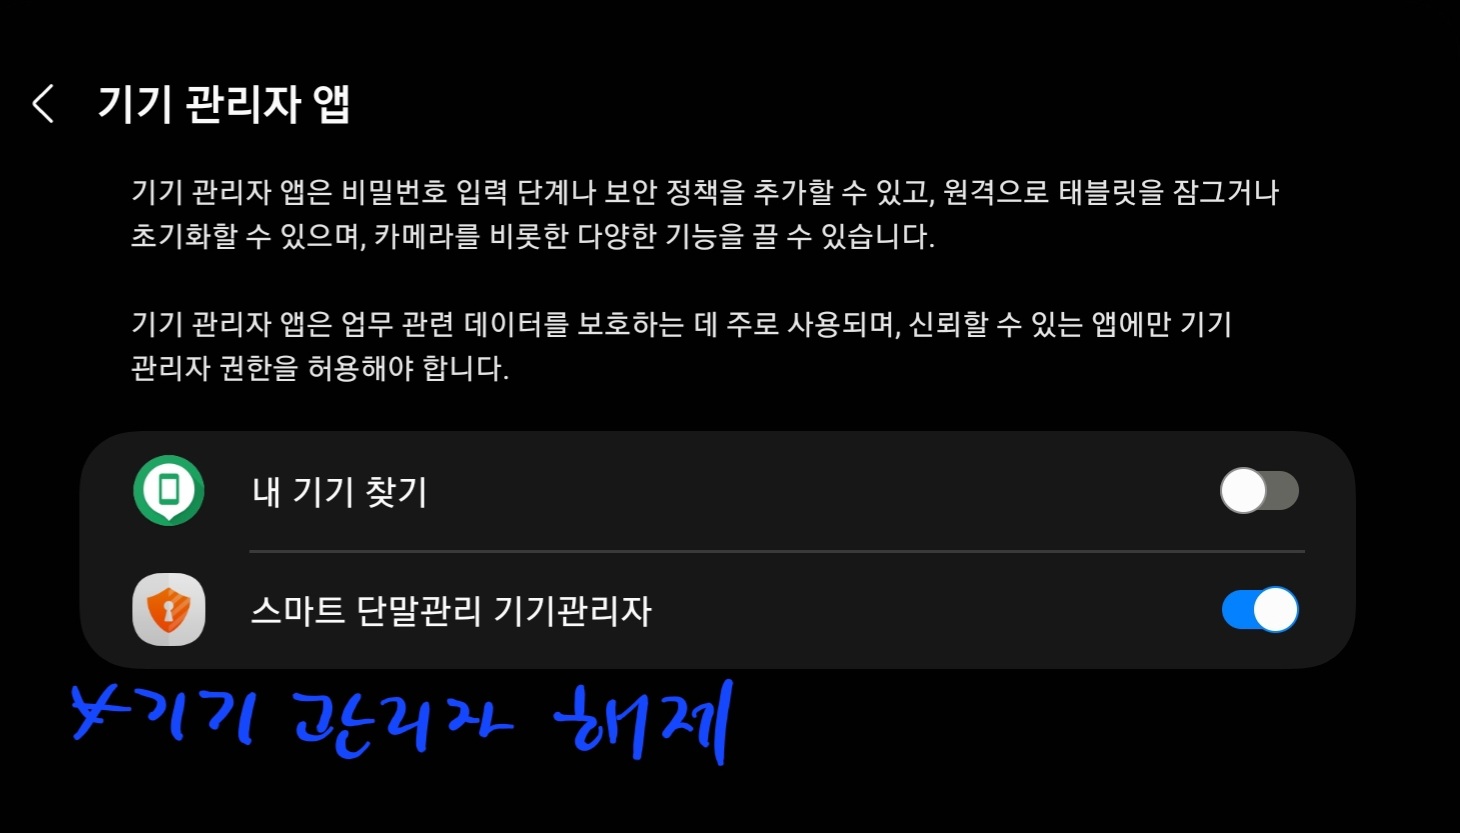 기기 관리자 앱
기기 관리자 앱은 비밀번호 입력 단계나 보안 정책을 추가할 수 있고, 원격으로 태블릿을 잠그거나
초기화할 수 있으며, 카메라를 비롯한 다양한 기능을 끌 수 있습니다.
기기 관리자 앱은 업무 관련 데이터를 보호하는 데 주로 사용되며, 신뢰할 수 있는 앱에만 기기
관리자 권한을 허용해야 합니다.
내 기기 찾기
스마트 단말관리 기기관리자
*기기 관리자 해제